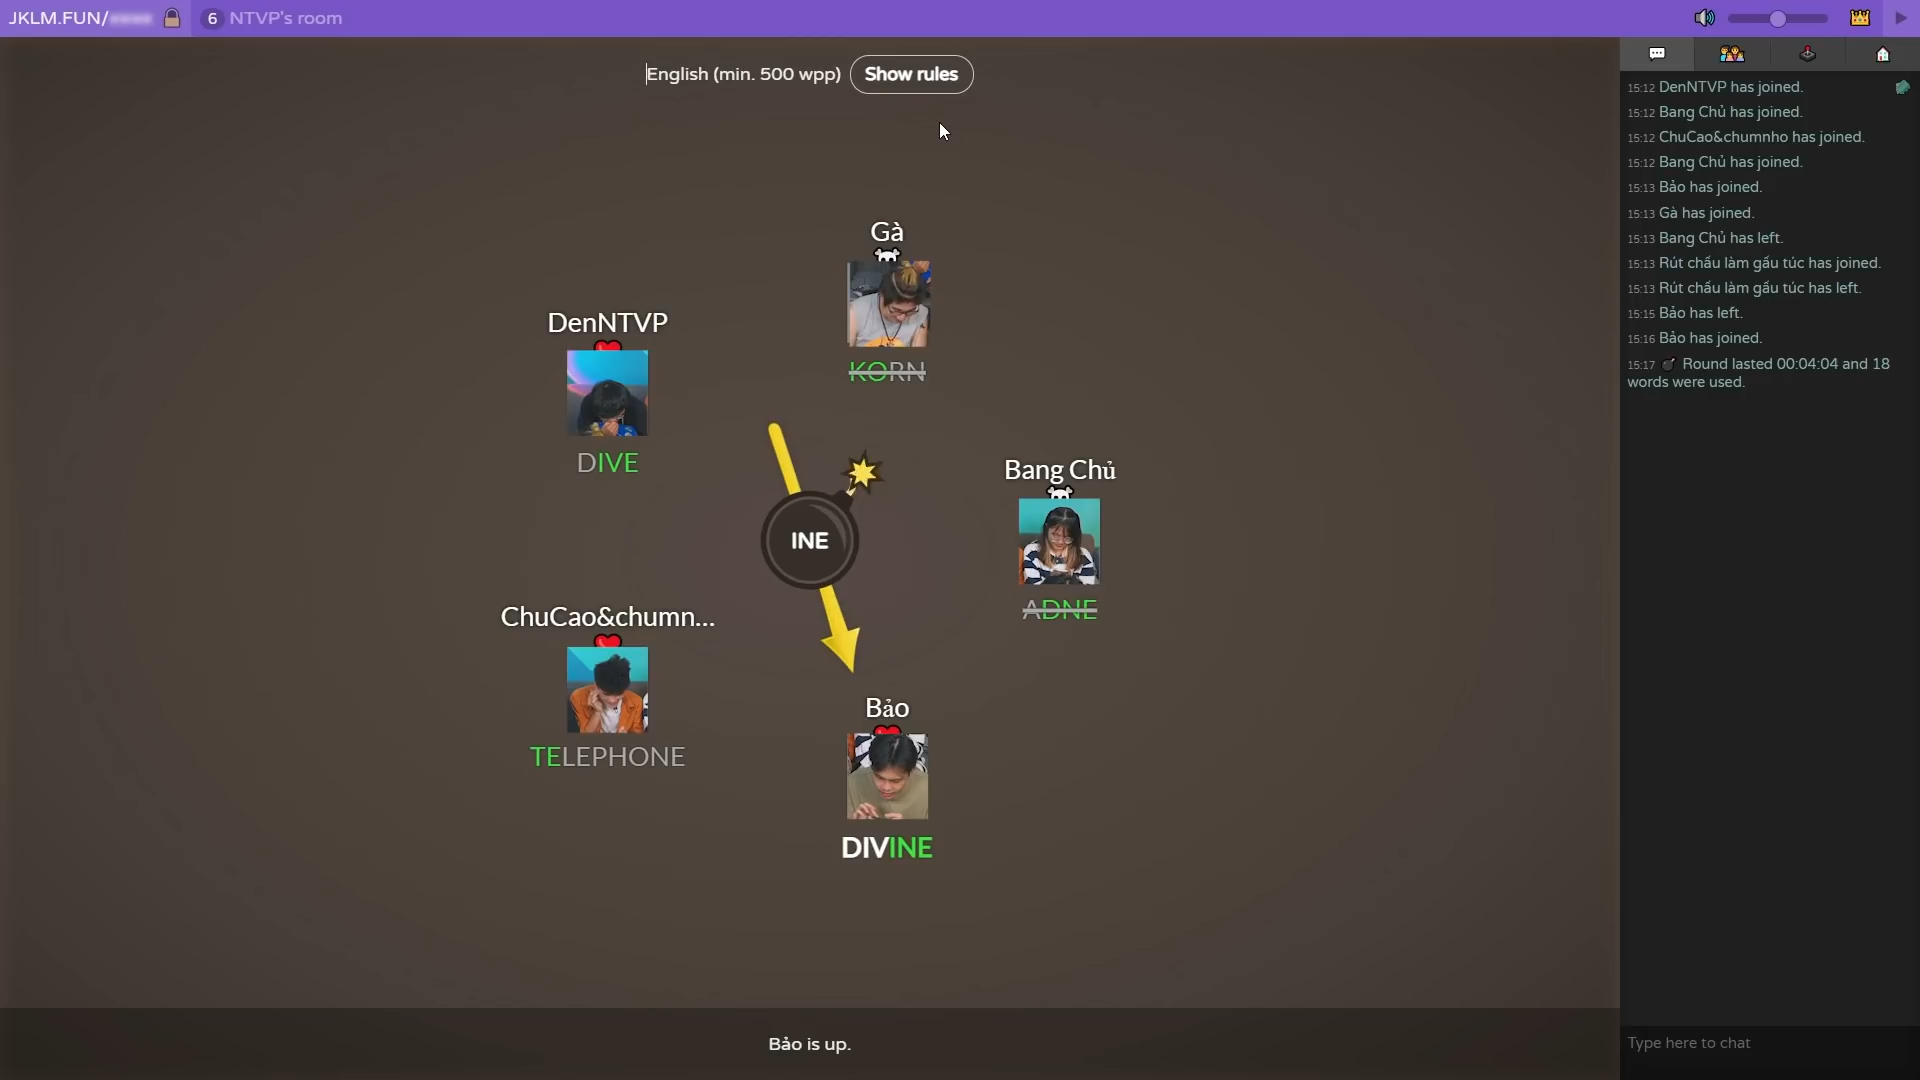 JKLM.FUN/
6 NTVP's room
English (min. 500 wpp) Show rules
Gà
KORN
DenNTVP
DIVE
Bang Chủ
ADNE
INE
ChuCao&chumn...
TELEPHONE
Bảo
DIVINE
Bảo is up.
15:12 DenNTVP has joined.
15:12 Bang Chủ has joined.
15:12 ChuCao&chumnho has joined.
15:12 Bang Chủ has joined.
15:13 Bảo has joined.
15:13 Gà has joined.
15:13 Bang Chủ has left.
15:13 Rút chấu làm gấu túc has joined.
15:13 Rút chấu làm gấu túc has left.
15:15 Bảo has left.
15:16 Bảo has joined.
15:17 Round lasted 00:04:04 and 18
words were used.
Type here to chat